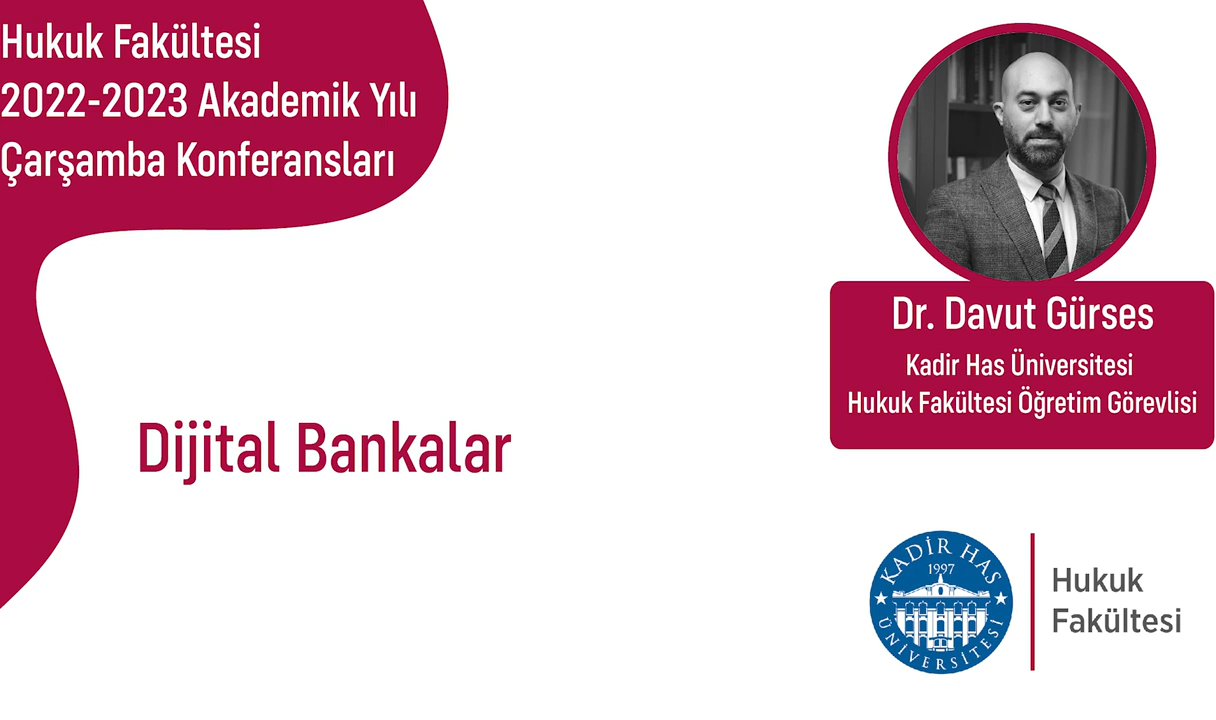 Hukuk Fakültesi
2022-2023 Akademik Yılı
Çarşamba Konferansları
Dr. Davut Gürses
Kadir Has Üniversitesi
Hukuk Fakültesi Öğretim Görevlisi
Dijital Bankalar
KADİR HAS
1997
ÜNİVERSİTESİ
Hukuk
Fakültesi